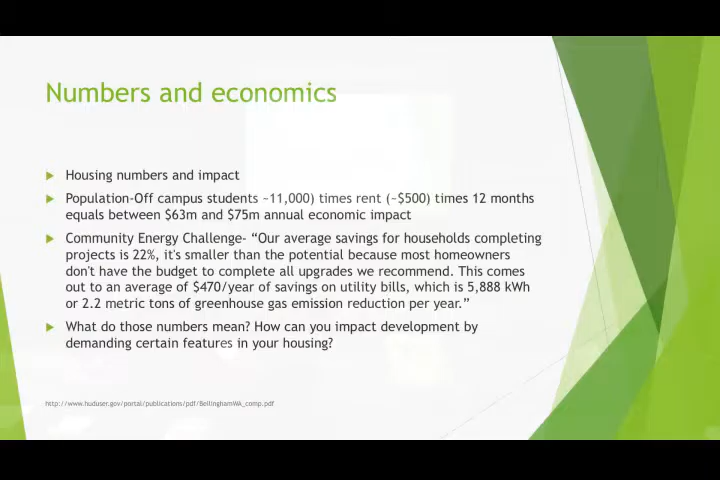 Numbers and economics
Housing numbers and impact
Population-Off campus students ~11,000) times rent (~$500) times 12 months
equals between $63m and $75m annual economic impact
Community Energy Challenge- “Our average savings for households completing
projects is 22%, it's smaller than the potential because most homeowners
don't have the budget to complete all upgrades we recommend. This comes
out to an average of $470/year of savings on utility bills, which is 5,888 kWh
or 2.2 metric tons of greenhouse gas emission reduction per year.”
What do those numbers mean? How can you impact development by
demanding certain features in your housing?
http://www.huduser.gov/portal/publications/pdf/BellinghamWA_comp.pdf